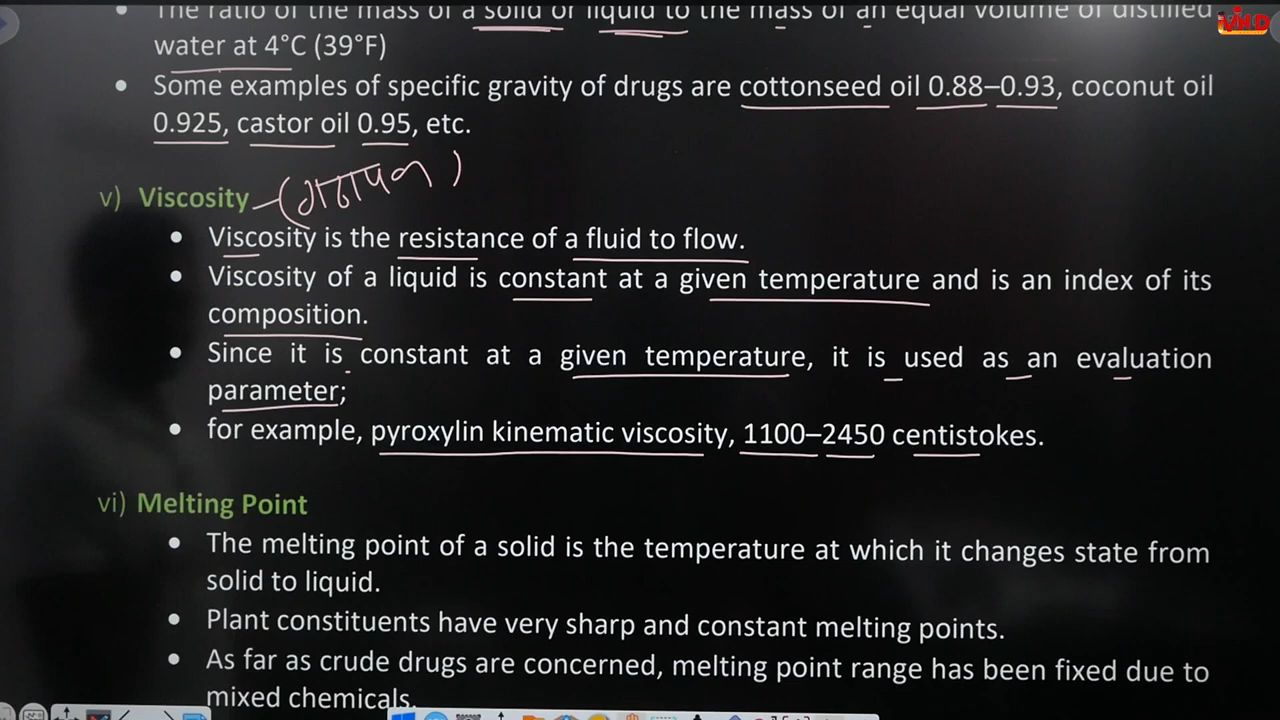 The ratio of the mass of a solid or liquid to the mass of an equal volume of distilled
VMD
water at 4°C (39°F)
Some examples of specific gravity of drugs are cottonseed oil 0.88–0.93, coconut oil
0.925, castor oil 0.95, etc.
v) Viscosity – (गाढापन)
Viscosity is the resistance of a fluid to flow.
Viscosity of a liquid is constant at a given temperature and is an index of its
composition.
Since it is constant at a given temperature, it is used as an evaluation
parameter;
for example, pyroxylin kinematic viscosity, 1100–2450 centistokes.
vi) Melting Point
The melting point of a solid is the temperature at which it changes state from
solid to liquid.
Plant constituents have very sharp and constant melting points.
As far as crude drugs are concerned, melting point range has been fixed due to
mixed chemicals.